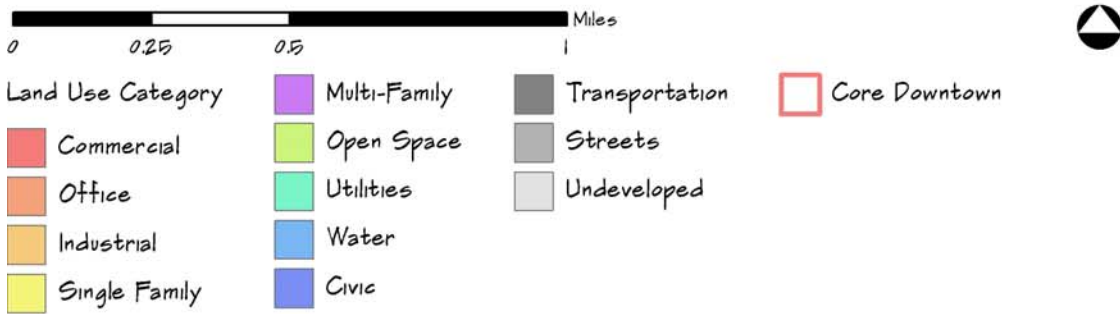 Miles
0 0.25 0.5 1
Land Use Category
Commercial
Office
Industrial
Single Family
Multi-Family
Open Space
Utilities
Water
Civic
Transportation
Streets
Undeveloped
Core Downtown